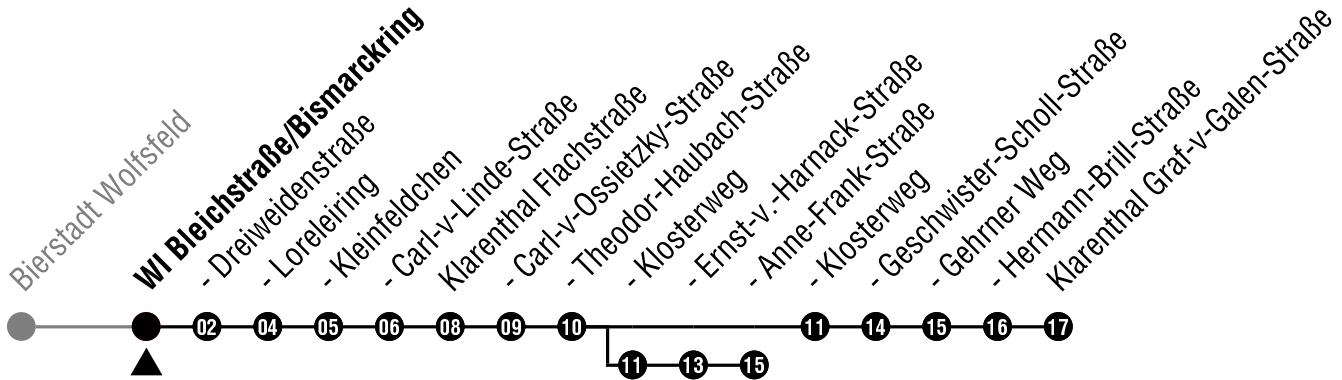 Bierstadt Wolfsfeld
WI Bleichstraße/Bismarckring
- Dreiweidenstraße
- Loreleiring
- Kleinfeldchen
- Carl-v-Linde-Straße
Klarenthal Flachstraße
- Carl-v-Ossietzky-Straße
- Theodor-Haubach-Straße
- Klosterweg
- Ernst-v.-Harnack-Straße
- Anne-Frank-Straße
- Klosterweg
- Geschwister-Scholl-Straße
- Gehrner Weg
- Hermann-Brill-Straße
Klarenthal Graf-v-Galen-Straße
02 04 05 06 08 09 10 11 14 15 16 17
11 13 15